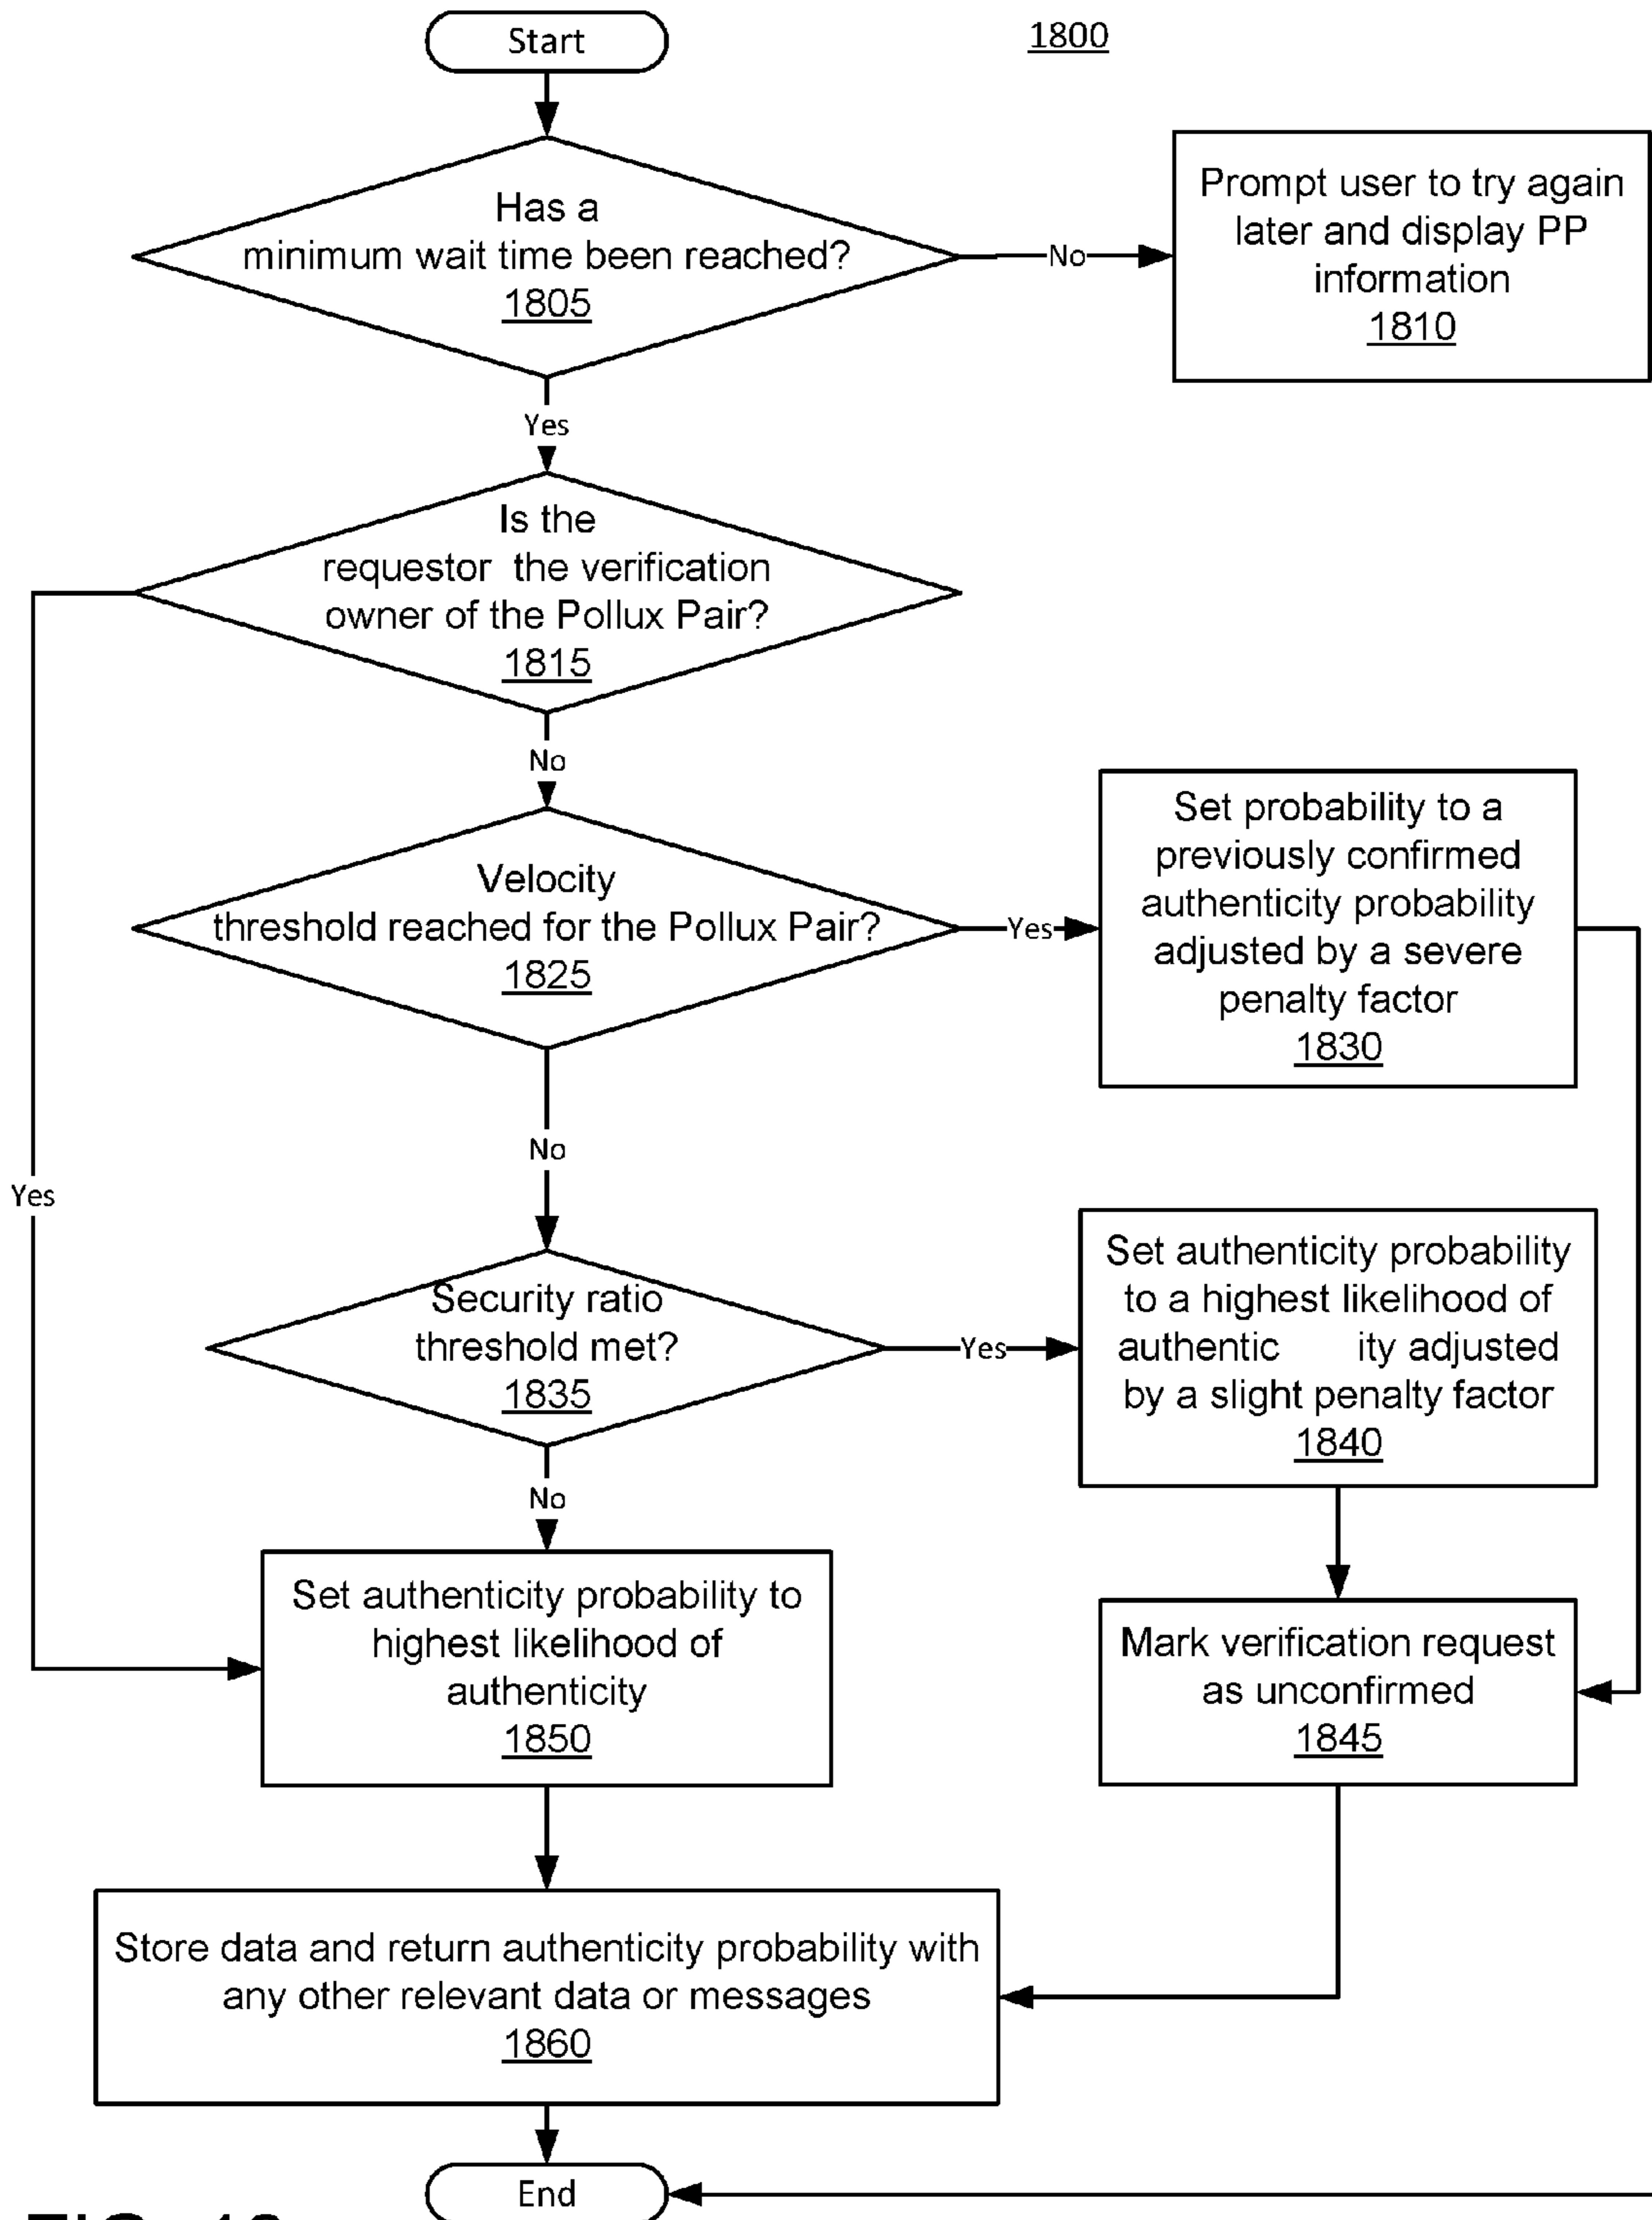 Start
1800
Has a
minimum wait time been reached?
1805
No
Prompt user to try again
later and display PP
information
1810
Yes
Is the
requestor the verification
owner of the Pollux Pair?
1815
No
Velocity
threshold reached for the Pollux Pair?
1825
Yes
Set probability to a
previously confirmed
authenticity probability
adjusted by a severe
penalty factor
1830
No
Yes
Security ratio
threshold met?
1835
Yes
Set authenticity probability
to a highest likelihood of
authentic ity adjusted
by a slight penalty factor
1840
No
Set authenticity probability to
highest likelihood of
authenticity
1850
Mark verification request
as unconfirmed
1845
Store data and return authenticity probability with
any other relevant data or messages
1860
End